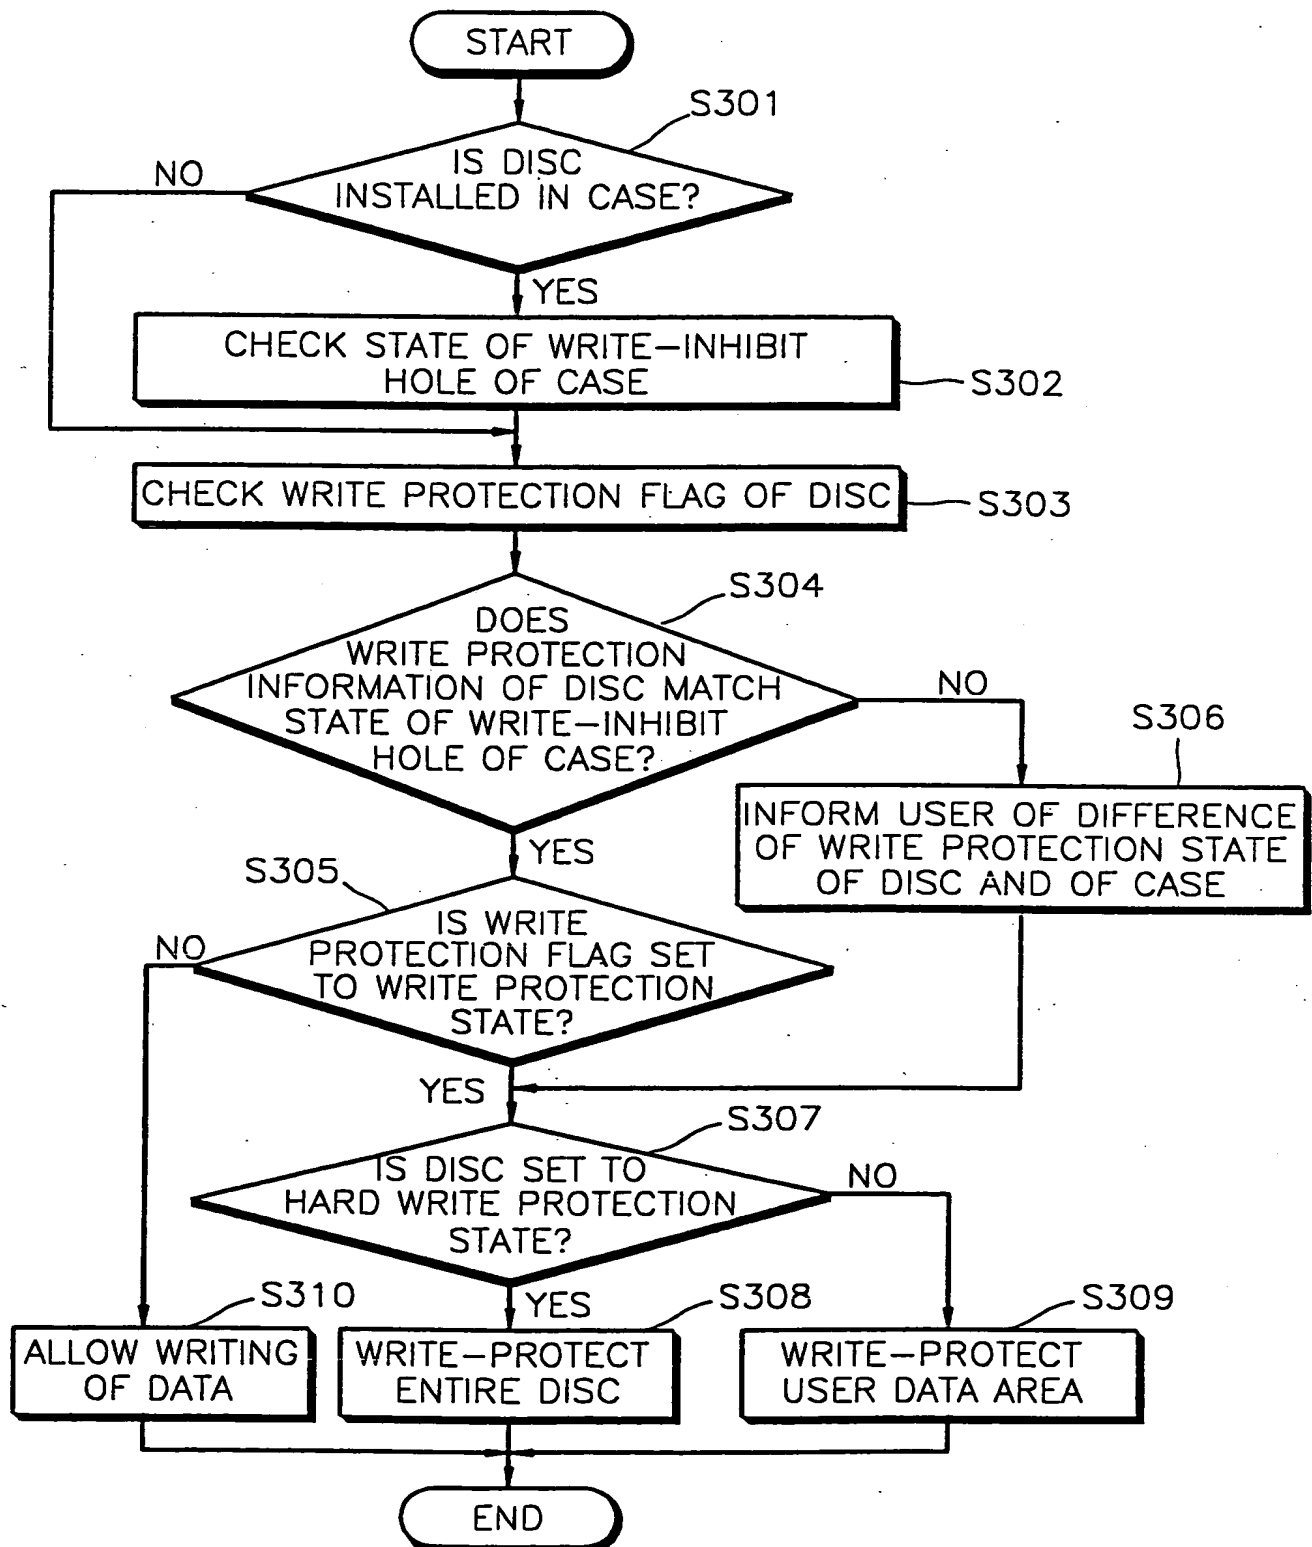 START
S301
IS DISC
INSTALLED IN CASE?
NO
YES
CHECK STATE OF WRITE-INHIBIT
HOLE OF CASE
S302
CHECK WRITE PROTECTION FLAG OF DISC
S303
S304
DOES
WRITE PROTECTION
INFORMATION OF DISC MATCH
STATE OF WRITE-INHIBIT
HOLE OF CASE?
NO
S306
INFORM USER OF DIFFERENCE
OF WRITE PROTECTION STATE
OF DISC AND OF CASE
YES
S305
IS WRITE
PROTECTION FLAG SET
TO WRITE PROTECTION
STATE?
NO
YES
S307
IS DISC SET TO
HARD WRITE PROTECTION
STATE?
NO
YES
S310
ALLOW WRITING
OF DATA
S308
WRITE-PROTECT
ENTIRE DISC
S309
WRITE-PROTECT
USER DATA AREA
END